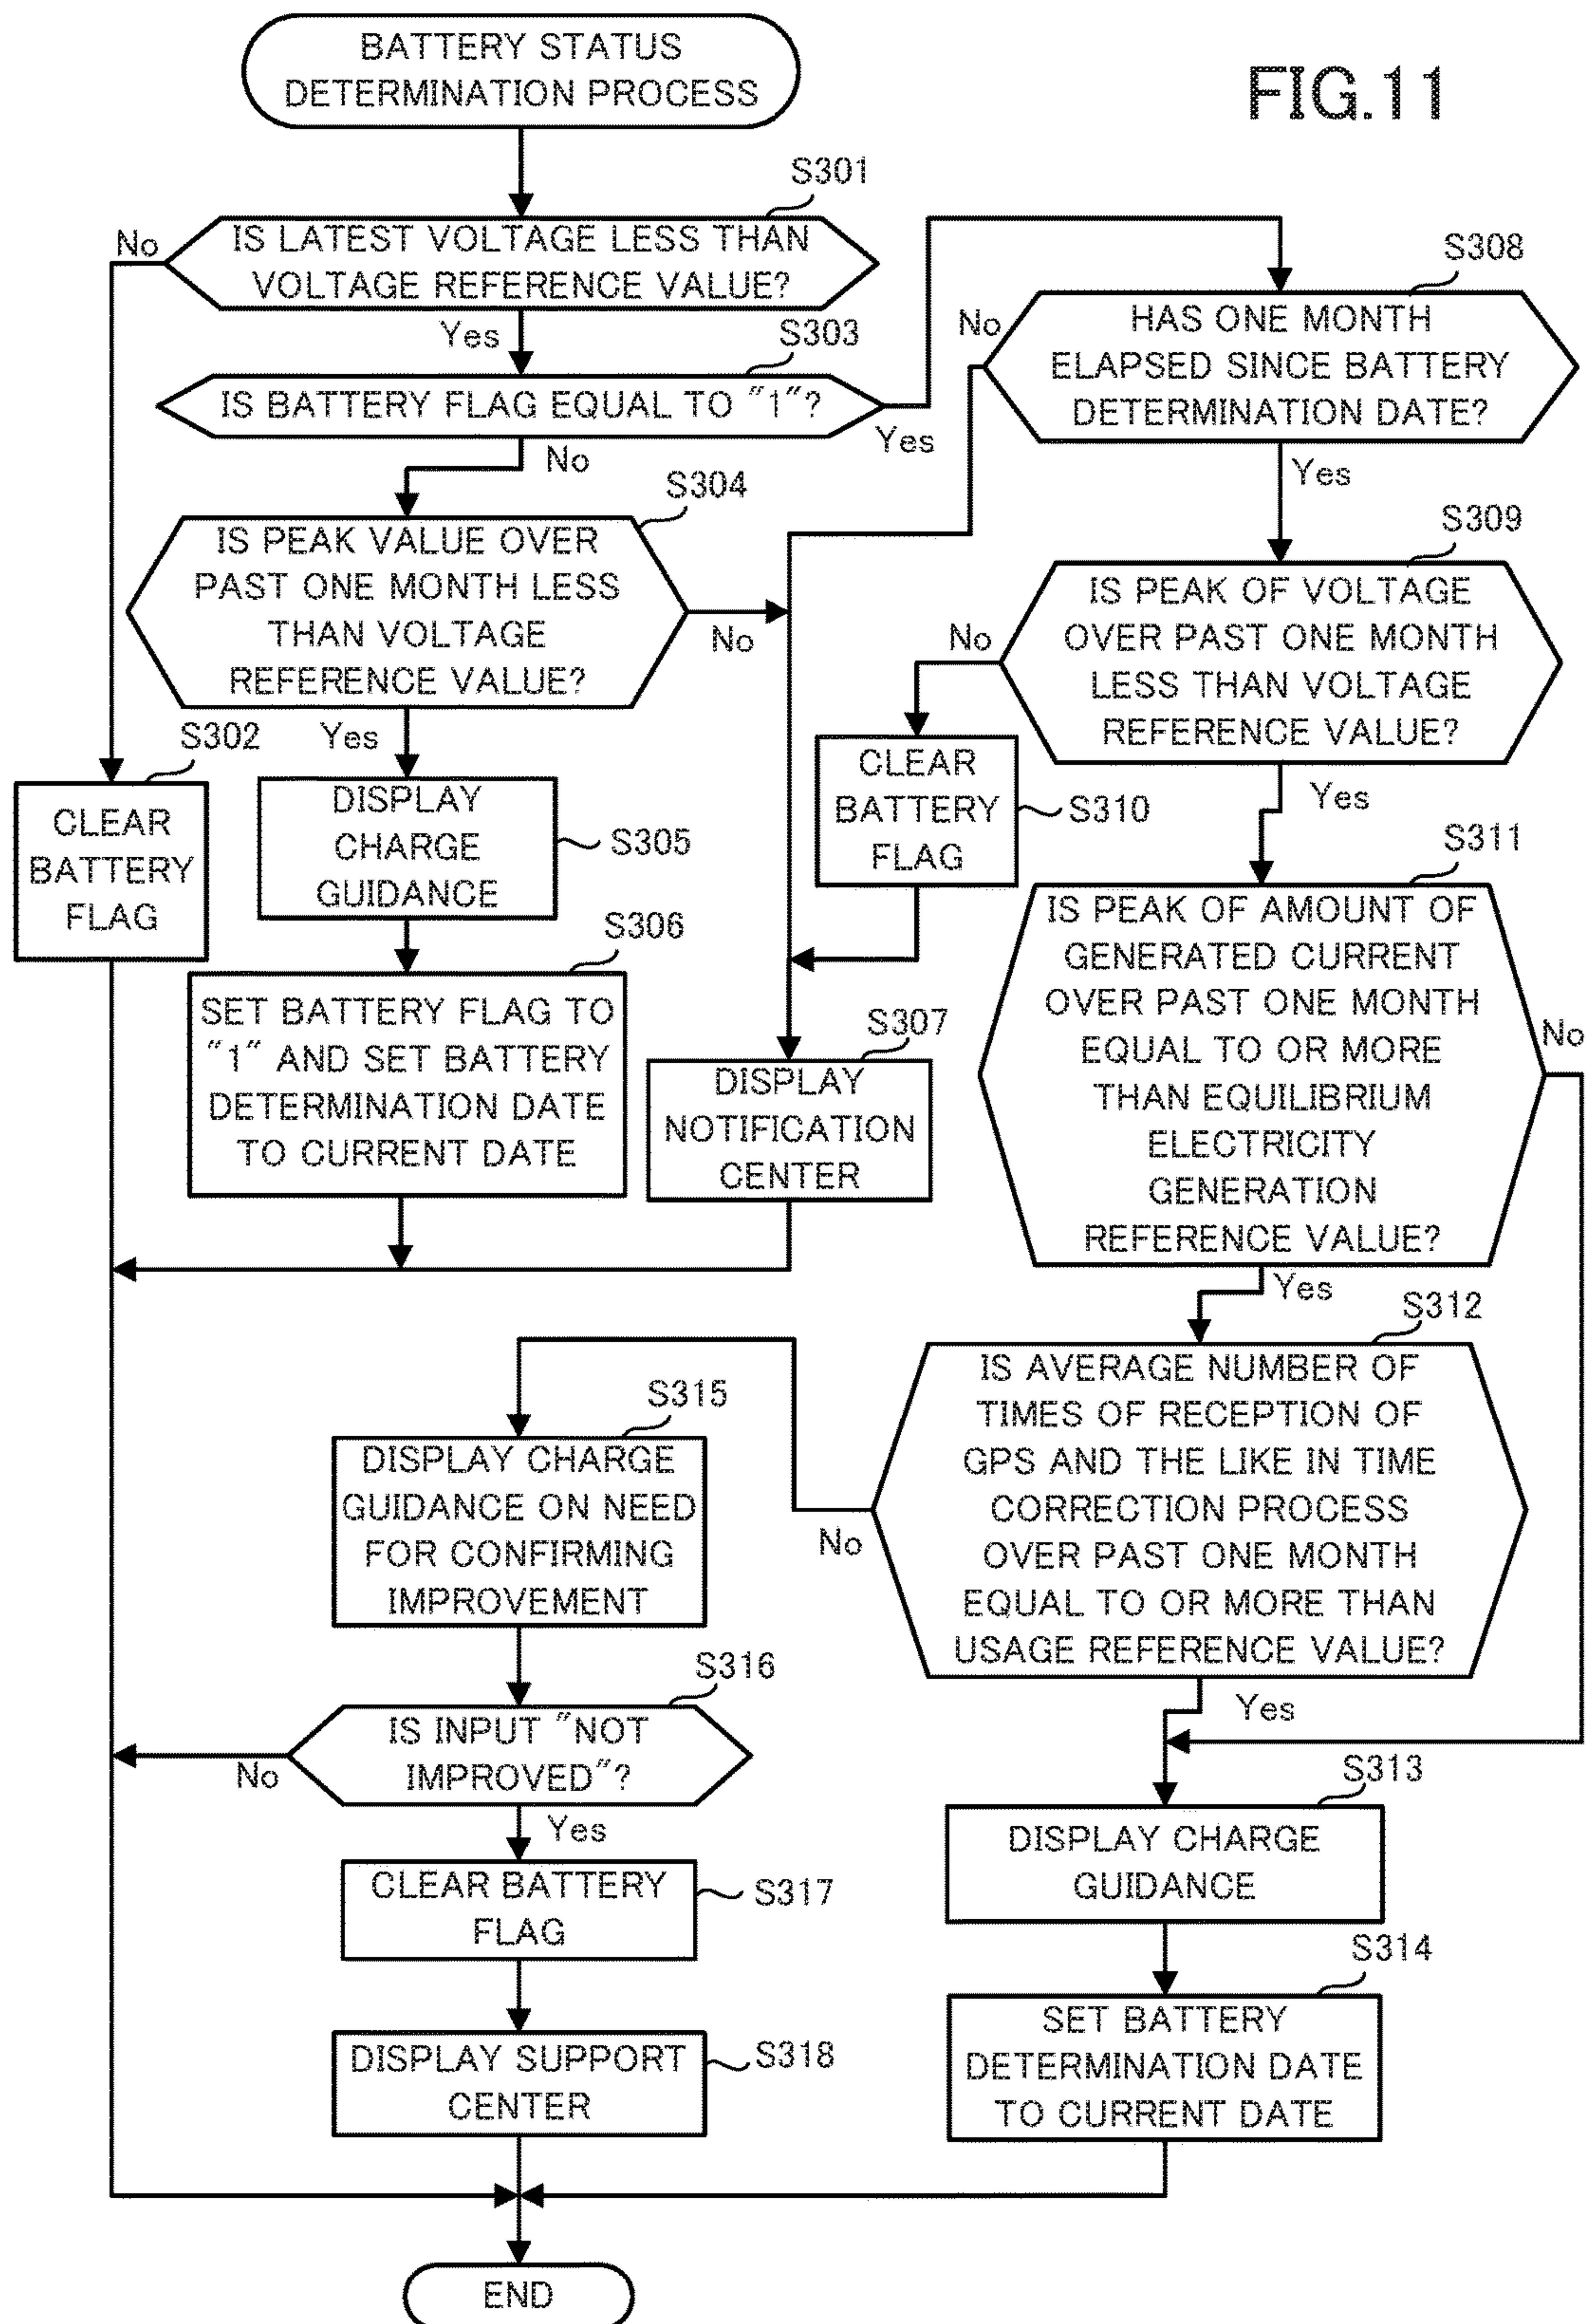 BATTERY STATUS
DETERMINATION PROCESS
FIG.11
S301
IS LATEST VOLTAGE LESS THAN
VOLTAGE REFERENCE VALUE?
No
Yes
S303
IS BATTERY FLAG EQUAL TO "1"?
Yes
No
S308
HAS ONE MONTH
ELAPSED SINCE BATTERY
DETERMINATION DATE?
No
Yes
S304
IS PEAK VALUE OVER
PAST ONE MONTH LESS
THAN VOLTAGE
REFERENCE VALUE?
No
Yes
S309
IS PEAK OF VOLTAGE
OVER PAST ONE MONTH
LESS THAN VOLTAGE
REFERENCE VALUE?
No
Yes
S302
CLEAR
BATTERY
FLAG
DISPLAY
CHARGE
GUIDANCE
S305
CLEAR
BATTERY
FLAG
S310
S306
SET BATTERY FLAG TO
"1" AND SET BATTERY
DETERMINATION DATE
TO CURRENT DATE
S307
DISPLAY
NOTIFICATION
CENTER
S311
IS PEAK OF AMOUNT OF
GENERATED CURRENT
OVER PAST ONE MONTH
EQUAL TO OR MORE
THAN EQUILIBRIUM
ELECTRICITY
GENERATION
REFERENCE VALUE?
No
Yes
S312
IS AVERAGE NUMBER OF
TIMES OF RECEPTION OF
GPS AND THE LIKE IN TIME
CORRECTION PROCESS
OVER PAST ONE MONTH
EQUAL TO OR MORE THAN
USAGE REFERENCE VALUE?
No
Yes
S315
DISPLAY CHARGE
GUIDANCE ON NEED
FOR CONFIRMING
IMPROVEMENT
S316
IS INPUT "NOT
IMPROVED"?
No
Yes
S313
DISPLAY CHARGE
GUIDANCE
CLEAR BATTERY
FLAG
S317
S314
SET BATTERY
DETERMINATION DATE
TO CURRENT DATE
DISPLAY SUPPORT
CENTER
S318
END